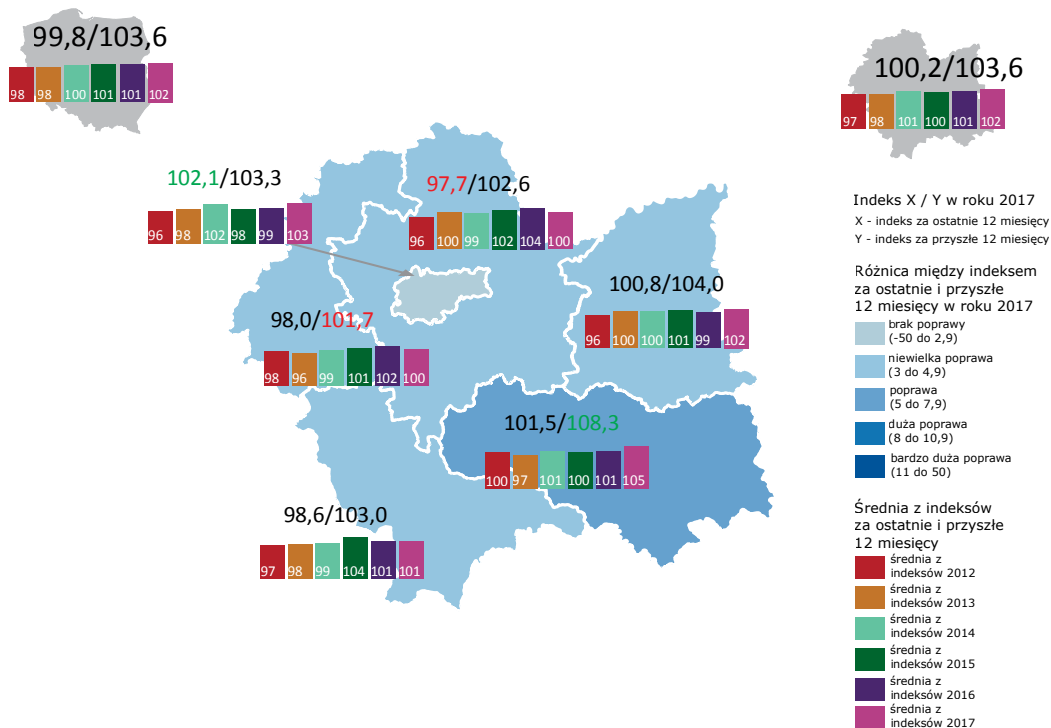 99,8/103,6
98 98 100 101 101 102
100,2/103,6
97 98 101 100 101 102
102,1/103,3
96 98 102 98 99 103
97,7/102,6
96 100 99 102 104 100
100,8/104,0
96 100 100 101 99 102
98,0/101,7
98 96 99 101 102 100
101,5/108,3
100 97 101 100 101 105
98,6/103,0
97 98 99 104 101 101
Indeks X / Y w roku 2017
X - indeks za ostatnie 12 miesięcy
Y - indeks za przyszłe 12 miesięcy
Różnica między indeksem
za ostatnie i przyszłe
12 miesięcy w roku 2017
brak poprawy
(-50 do 2,9)
niewielka poprawa
(3 do 4,9)
poprawa
(5 do 7,9)
duża poprawa
(8 do 10,9)
bardzo duża poprawa
(11 do 50)
Średnia z indeksów
za ostatnie i przyszłe
12 miesięcy
średnia z
indeksów 2012
średnia z
indeksów 2013
średnia z
indeksów 2014
średnia z
indeksów 2015
średnia z
indeksów 2016
średnia z
indeksów 2017